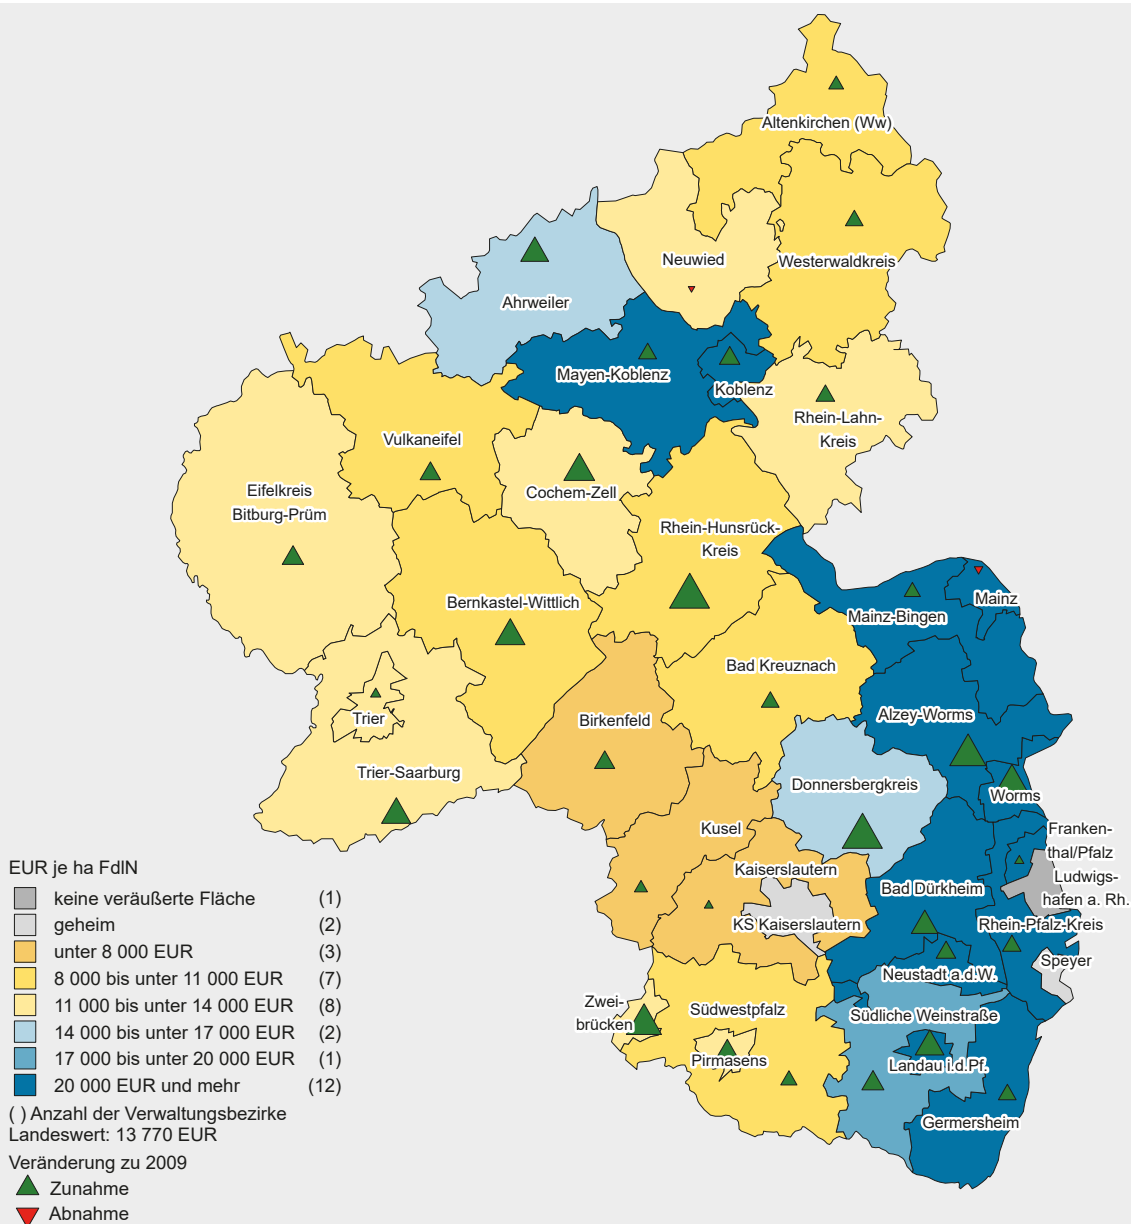 Altenkirchen (Ww)
Neuwied
Westerwaldkreis
Ahrweiler
Mayen-Koblenz
Koblenz
Rhein-Lahn-
Kreis
Vulkaneifel
Cochem-Zell
Eifelkreis
Bitburg-Prüm
Rhein-Hunsrück-
Kreis
Bernkastel-Wittlich
Mainz
Mainz-Bingen
Bad Kreuznach
Trier
Birkenfeld
Alzey-Worms
Trier-Saarburg
Donnersbergkreis
Worms
Kusel
Franken-
thal/Pfalz
Kaiserslautern
Ludwigs-
hafen a. Rh.
Bad Dürkheim
KS Kaiserslautern
Rhein-Pfalz-Kreis
Speyer
Neustadt a.d.W.
Zwei-
brücken
Südwestpfalz
Südliche Weinstraße
Pirmasens
Landau i.d.Pf.
Germersheim
EUR je ha FdlN
keine veräußerte Fläche (1)
geheim (2)
unter 8 000 EUR (3)
8 000 bis unter 11 000 EUR (7)
11 000 bis unter 14 000 EUR (8)
14 000 bis unter 17 000 EUR (2)
17 000 bis unter 20 000 EUR (1)
20 000 EUR und mehr (12)
( ) Anzahl der Verwaltungsbezirke
Landeswert: 13 770 EUR
Veränderung zu 2009
Zunahme
Abnahme